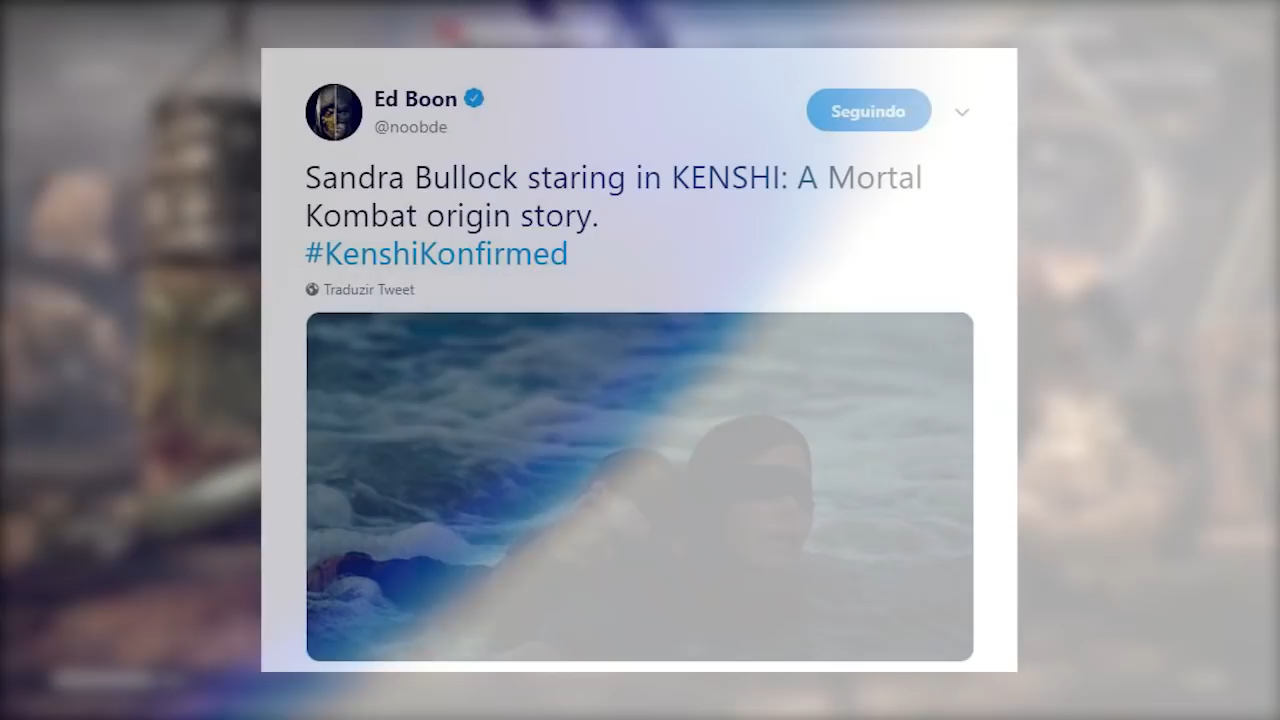 Ed Boon
@noobde
Seguindo
Sandra Bullock staring in KENSHI: A Mortal
Kombat origin story.
#KenshiKonfirmed
Traduzir Tweet